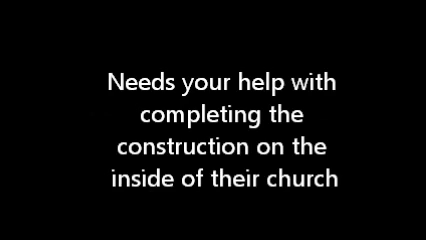 Needs your help with
completing the
construction on the
inside of their church